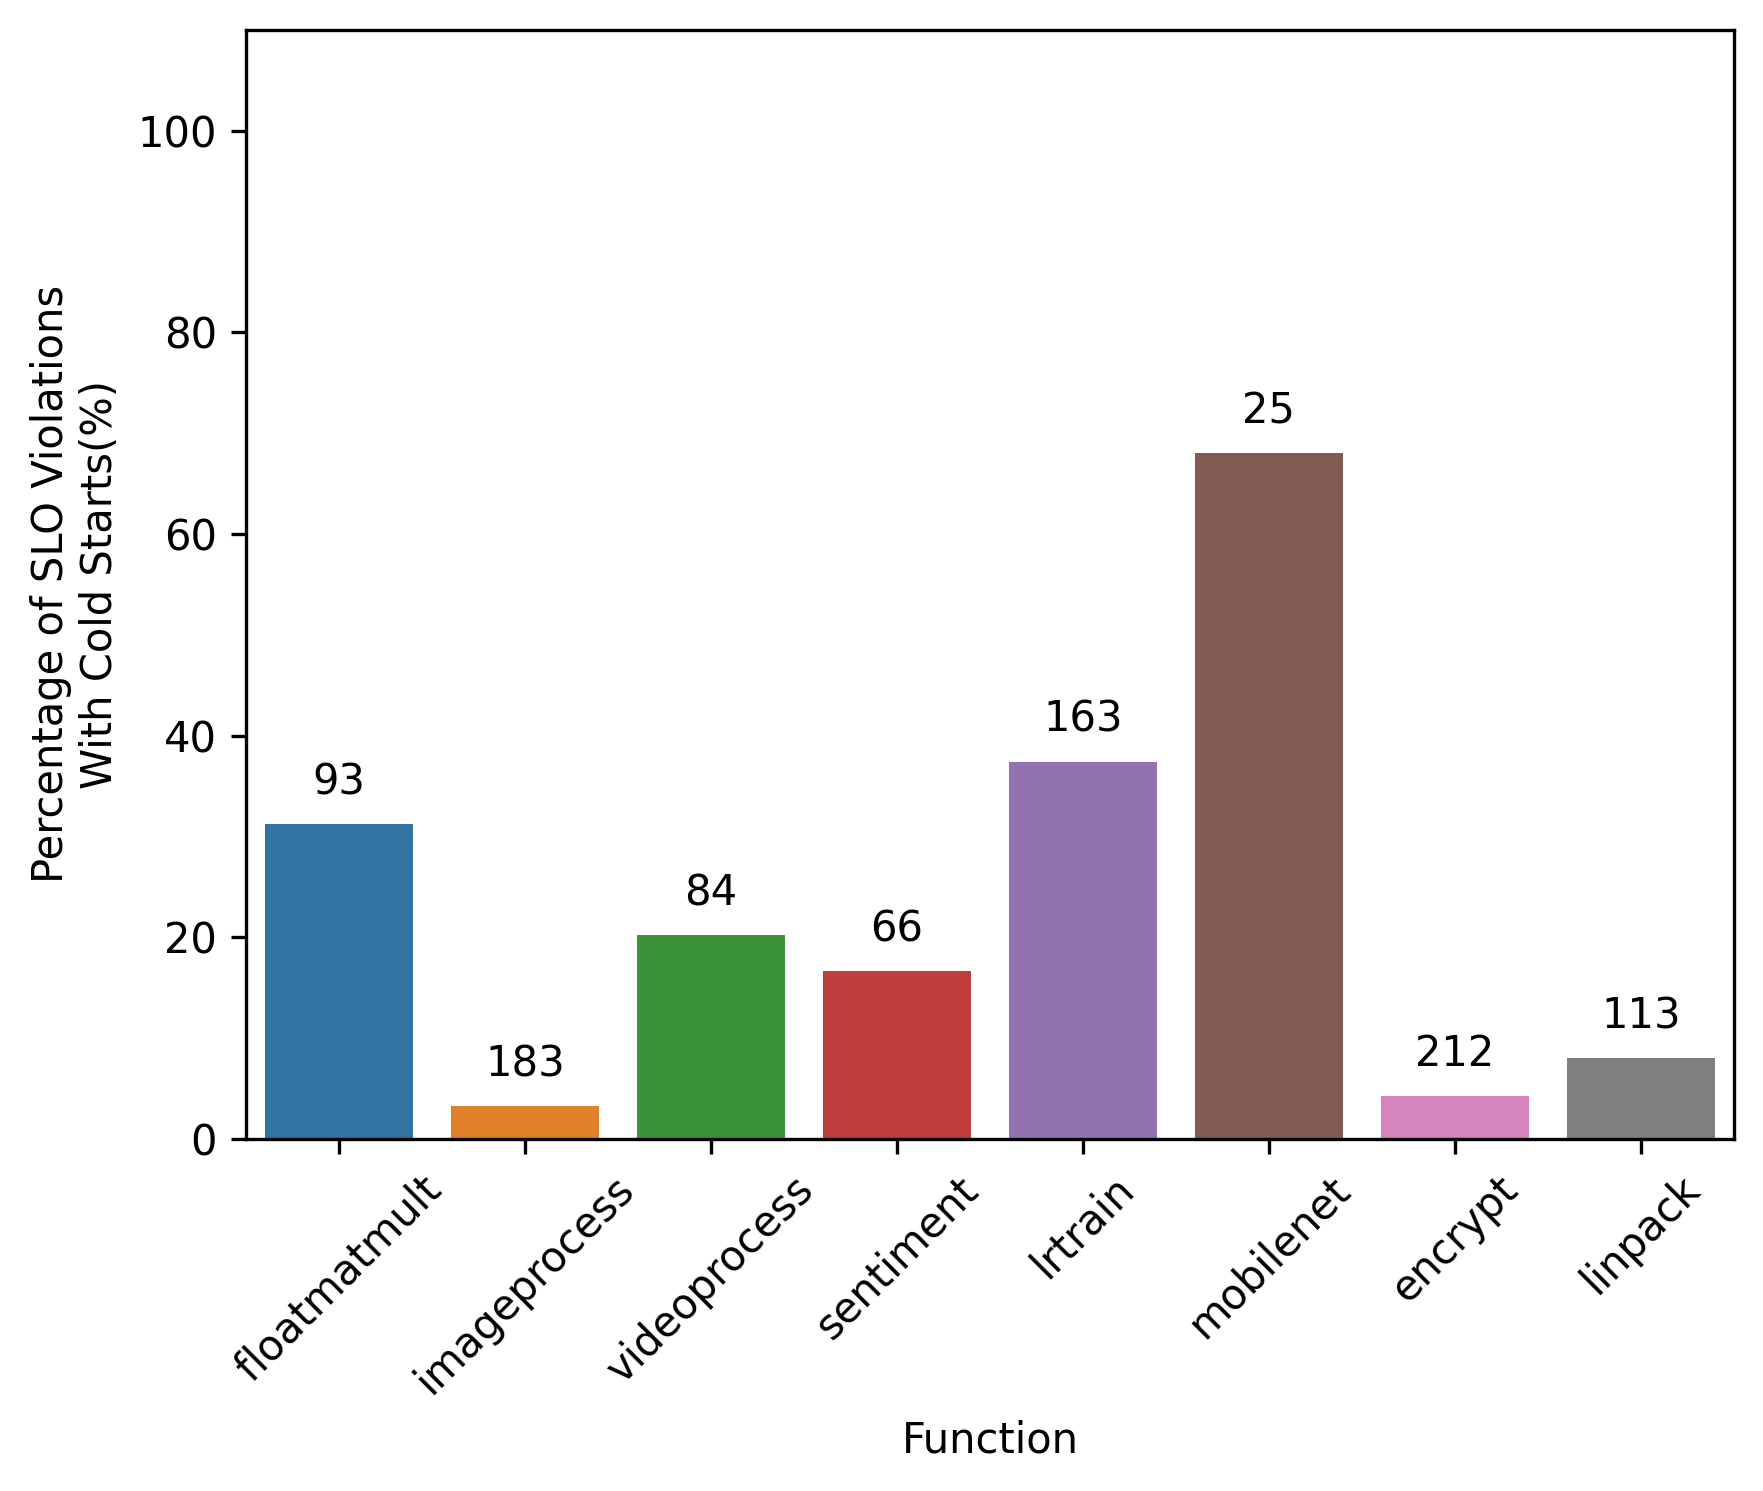 Percentage of SLO Violations
With Cold Starts(%)
100
80
60
40
20
0
93
183
84
66
163
25
212
113
floatmatmult
imageprocess
videoprocess
sentiment
lrtrain
mobilenet
encrypt
linpack
Function